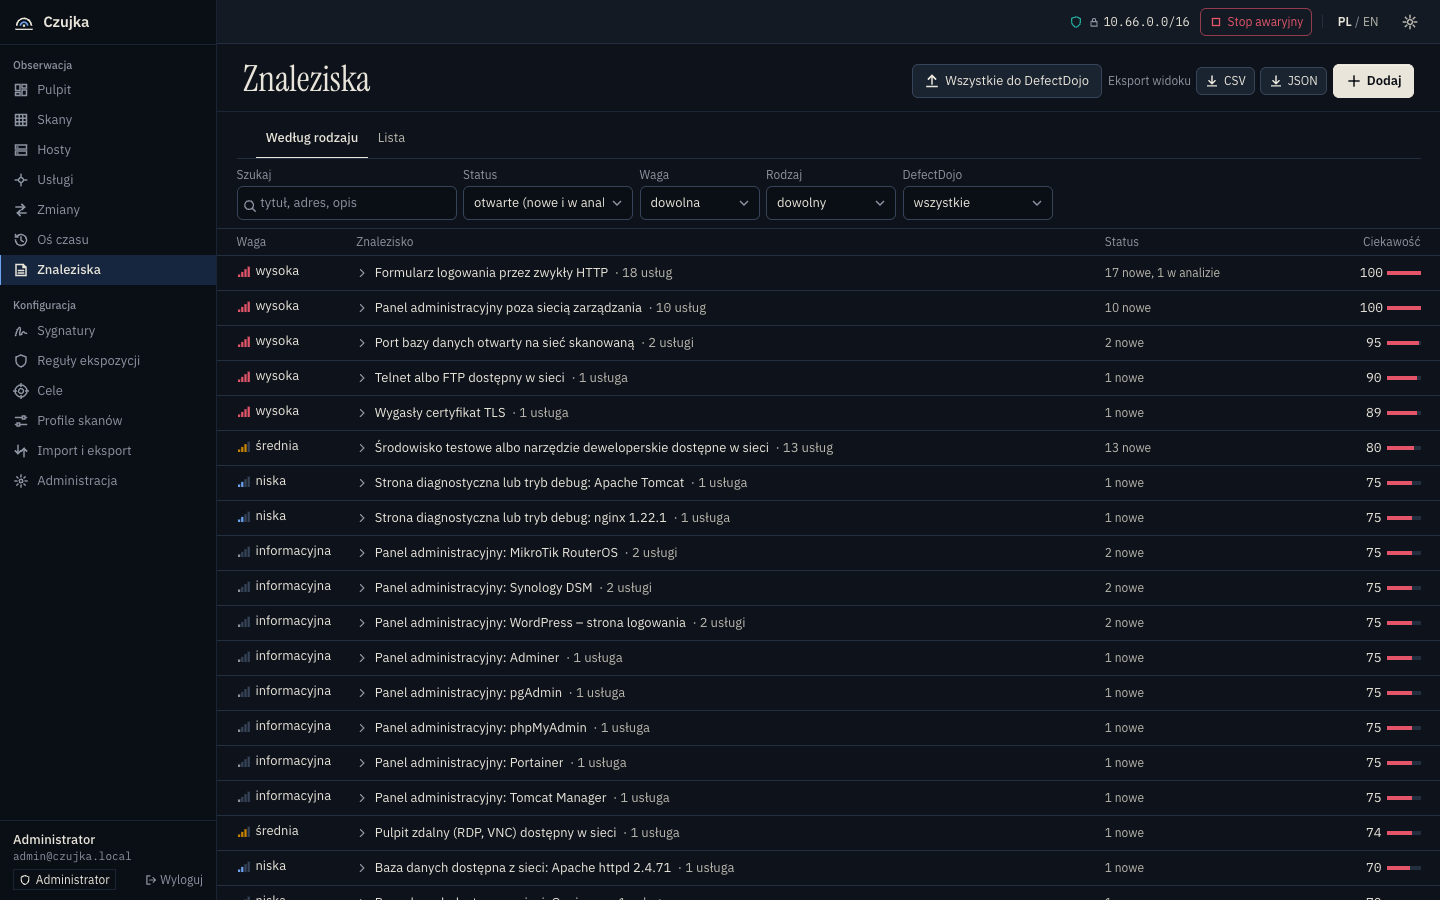 Czujka
10.66.0.0/16
Stop awaryjny
PL / EN
Obserwacja
Pulpit
Skany
Hosty
Usługi
Zmiany
Oś czasu
Znaleziska
Konfiguracja
Sygnatury
Reguły ekspozycji
Cele
Profile skanów
Import i eksport
Administracja
Administrator
admin@czujka.local
Administrator
Wyloguj
Znaleziska
Wszystkie do DefectDojo
Eksport widoku
CSV
JSON
Dodaj
Według rodzaju
Lista
Szukaj Status Waga Rodzaj DefectDojo
tytuł, adres, opis otwarte (nowe i w anal dowolna dowolny wszystkie
Waga Znalezisko Status Ciekawość
wysoka Formularz logowania przez zwykły HTTP · 18 usług 17 nowe, 1 w analizie 100
wysoka Panel administracyjny poza siecią zarządzania · 10 usług 10 nowe 100
wysoka Port bazy danych otwarty na sieć skanowaną · 2 usługi 2 nowe 95
wysoka Telnet albo FTP dostępny w sieci · 1 usługa 1 nowe 90
wysoka Wygasły certyfikat TLS · 1 usługa 1 nowe 89
średnia Środowisko testowe albo narzędzie deweloperskie dostępne w sieci · 13 usług 13 nowe 80
niska Strona diagnostyczna lub tryb debug: Apache Tomcat · 1 usługa 1 nowe 75
niska Strona diagnostyczna lub tryb debug: nginx 1.22.1 · 1 usługa 1 nowe 75
informacyjna Panel administracyjny: MikroTik RouterOS · 2 usługi 2 nowe 75
informacyjna Panel administracyjny: Synology DSM · 2 usługi 2 nowe 75
informacyjna Panel administracyjny: WordPress – strona logowania · 2 usługi 2 nowe 75
informacyjna Panel administracyjny: Adminer · 1 usługa 1 nowe 75
informacyjna Panel administracyjny: pgAdmin · 1 usługa 1 nowe 75
informacyjna Panel administracyjny: phpMyAdmin · 1 usługa 1 nowe 75
informacyjna Panel administracyjny: Portainer · 1 usługa 1 nowe 75
informacyjna Panel administracyjny: Tomcat Manager · 1 usługa 1 nowe 75
średnia Pulpit zdalny (RDP, VNC) dostępny w sieci · 1 usługa 1 nowe 74
niska Baza danych dostępna z sieci: Apache httpd 2.4.71 · 1 usługa 1 nowe 70